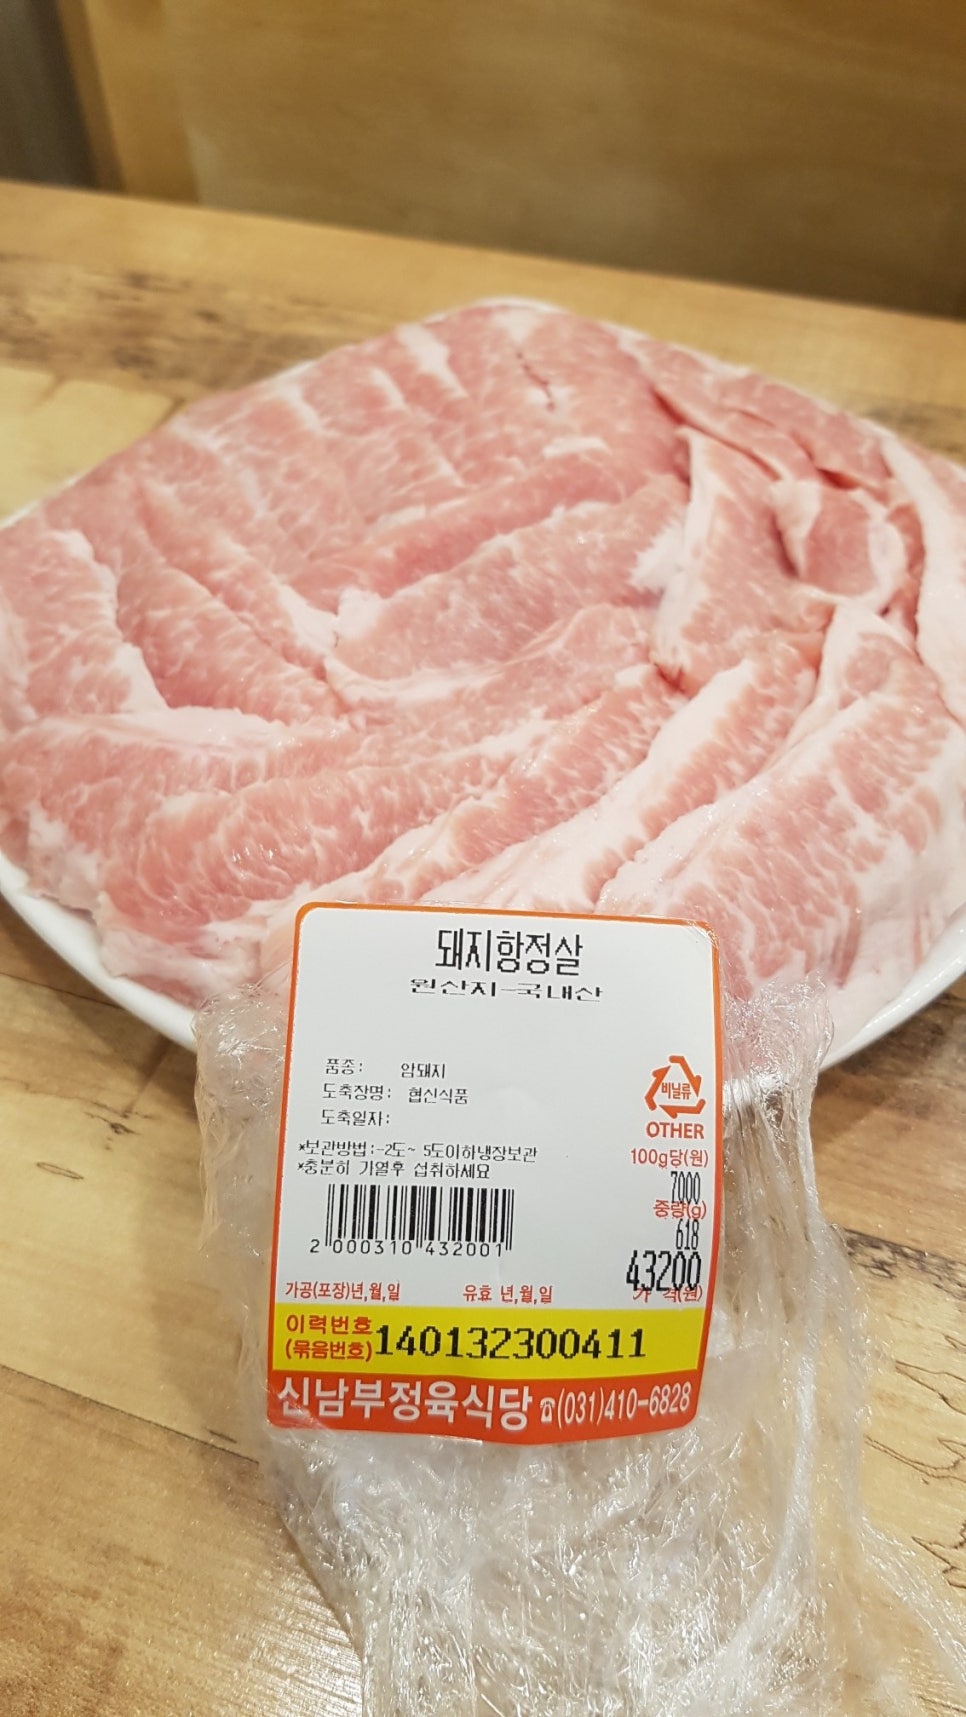 돼지항정살
원산지-국내산
품종: 암돼지
도축장명: 협신식품
도축일자:
*보관방법:-2도~ 5도이하냉장보관
*충분히 가열후 섭취하세요
비닐류
OTHER
100g당(원)
7000
중량(g)
618
43200
가 격(원)
2 000310 432001
가공(포장)년,월,일 유효 년,월,일
이력번호
(묶음번호) 140132300411
신남부정육식당 ☎(031)410-6828